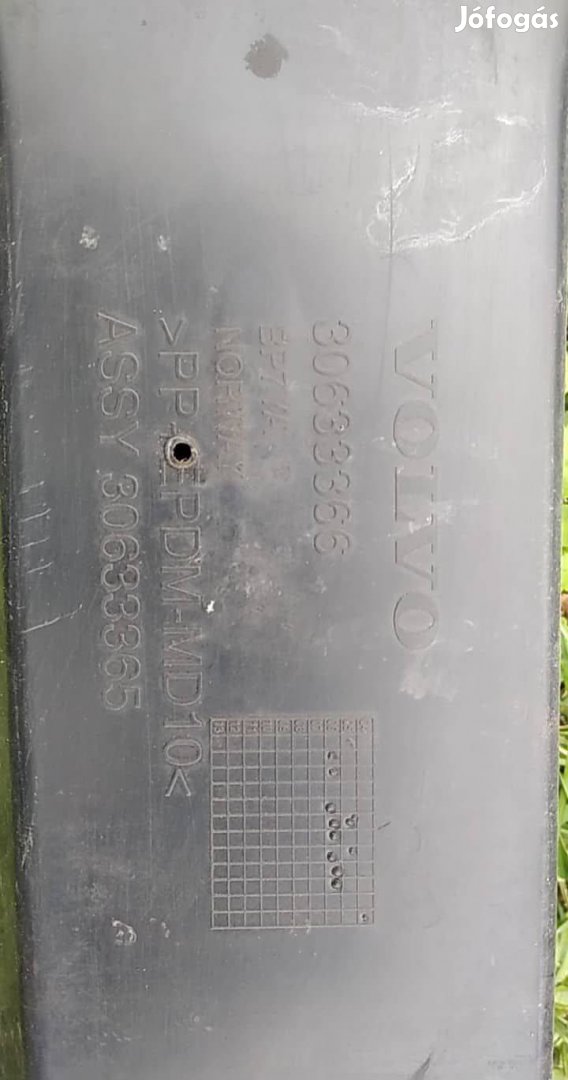 Jófogás
VOLVO
30633366
NORWAY
>PP+EPDM-MD10<
ASSY 30633365